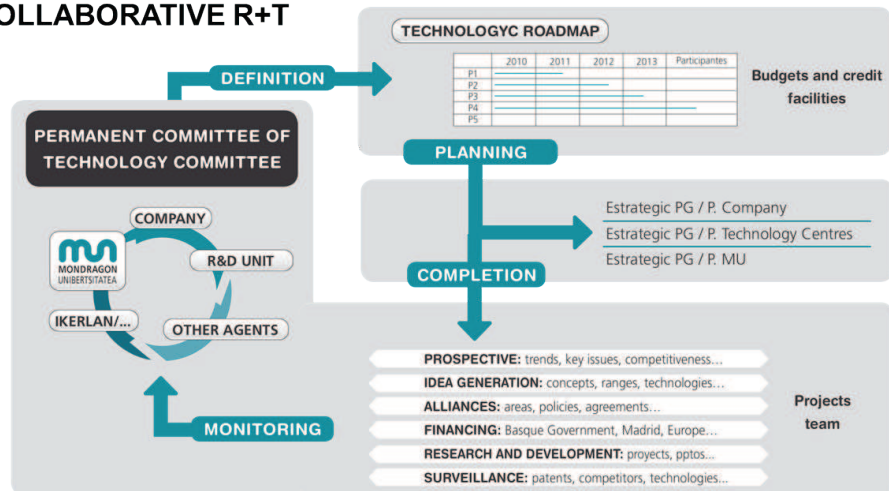 OLLABORATIVE R+T
DEFINITION
TECHNOLOGYC ROADMAP
2010 2011 2012 2013 Participantes
P1
P2
P3
P4
P5
Budgets and credit
facilities
PERMANENT COMMITTEE OF
TECHNOLOGY COMMITTEE
PLANNING
COMPANY
MONDRAGON
UNIBERTSITATEA
R&D UNIT
IKERLAN/...
OTHER AGENTS
Estrategic PG / P. Company
Estrategic PG / P. Technology Centres
Estrategic PG / P. MU
COMPLETION
MONITORING
PROSPECTIVE: trends, key issues, competitiveness...
IDEA GENERATION: concepts, ranges, technologies...
ALLIANCES: areas, policies, agreements...
FINANCING: Basque Government, Madrid, Europe...
RESEARCH AND DEVELOPMENT: proyects, pptos...
SURVEILLANCE: patents, competitors, technologies...
Projects
team